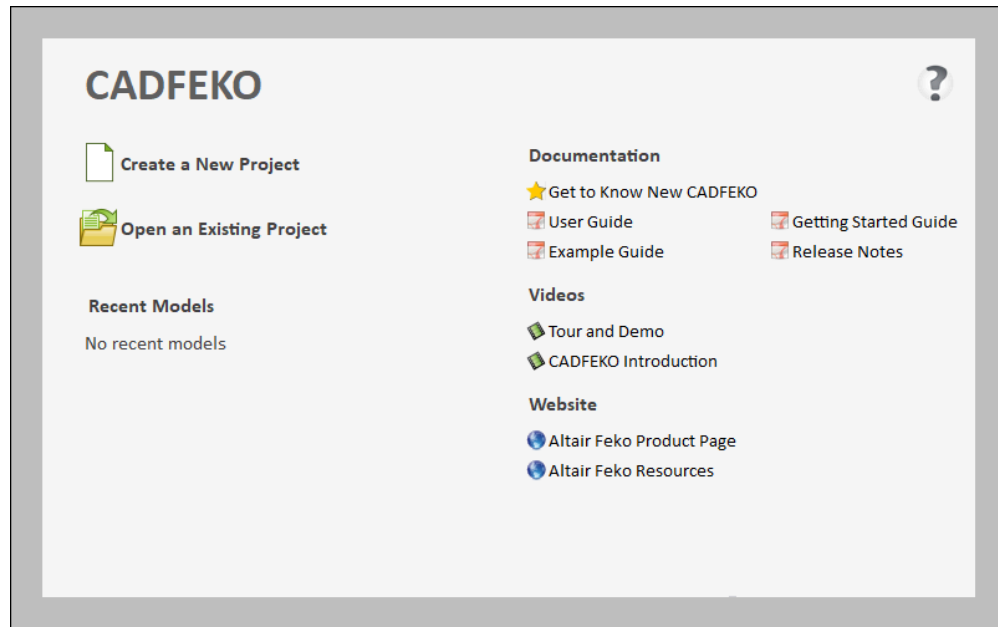 CADFEKO
?
Create a New Project
Open an Existing Project
Recent Models
No recent models
Documentation
Get to Know New CADFEKO
User Guide
Getting Started Guide
Example Guide
Release Notes
Videos
Tour and Demo
CADFEKO Introduction
Website
Altair Feko Product Page
Altair Feko Resources